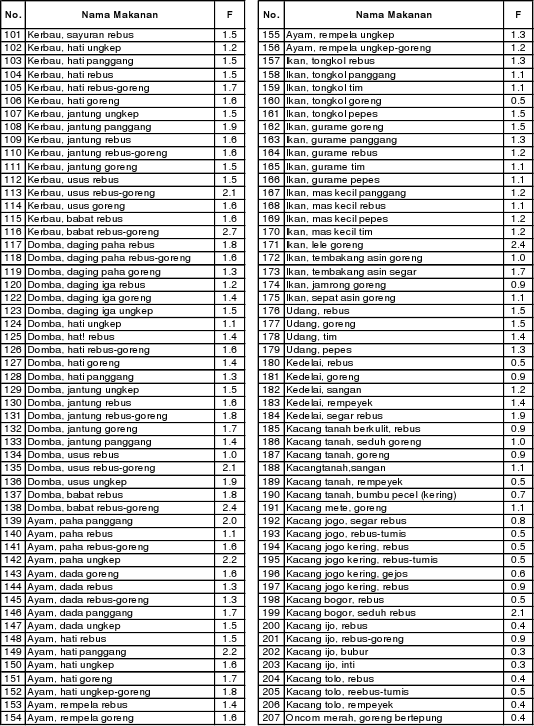 No. Nama Makanan F
101 Kerbau, sayuran rebus 1.5
102 Kerbau, hati ungkep 1.2
103 Kerbau, hati panggang 1.5
104 Kerbau, hati rebus 1.5
105 Kerbau, hati rebus-goreng 1.7
106 Kerbau, hati goreng 1.6
107 Kerbau, jantung ungkep 1.5
108 Kerbau, jantung panggang 1.9
109 Kerbau, jantung rebus 1.6
110 Kerbau, jantung rebus-goreng 1.6
111 Kerbau, jantung goreng 1.5
112 Kerbau, usus rebus 1.5
113 Kerbau, usus rebus-goreng 2.1
114 Kerbau, usus goreng 1.6
115 Kerbau, babat rebus 1.6
116 Kerbau, babat rebus-goreng 2.7
117 Domba, daging paha rebus 1.8
118 Domba, daging paha rebus-goreng 1.6
119 Domba, daging paha goreng 1.3
120 Domba, daging iga rebus 1.2
122 Domba, daging iga goreng 1.4
123 Domba, daging iga ungkep 1.5
124 Domba, hati ungkep 1.1
125 Domba, hat! rebus 1.4
126 Domba, hati rebus-goreng 1.6
127 Domba, hati goreng 1.4
128 Domba, hati panggang 1.3
129 Domba, jantung ungkep 1.5
130 Domba, jantung rebus 1.6
131 Domba, jantung rebus-goreng 1.8
132 Domba, jantung goreng 1.7
133 Domba, jantung panggang 1.4
134 Domba, usus rebus 1.0
135 Domba, usus rebus-goreng 2.1
136 Domba, usus ungkep 1.9
137 Domba, babat rebus 1.8
138 Domba, babat rebus-goreng 2.4
139 Ayam, paha panggang 2.0
140 Ayam, paha rebus 1.1
141 Ayam, paha rebus-goreng 1.6
142 Ayam, paha ungkep 2.2
143 Ayam, dada goreng 1.6
144 Ayam, dada rebus 1.3
145 Ayam, dada rebus-goreng 1.3
146 Ayam, dada panggang 1.7
147 Ayam, dada ungkep 1.5
148 Ayam, hati rebus 1.5
149 Ayam, hati panggang 2.2
150 Ayam, hati ungkep 1.6
151 Ayam, hati goreng 1.7
152 Ayam, hati ungkep-goreng 1.8
153 Ayam, rempela rebus 1.4
154 Ayam, rempela goreng 1.6
No. Nama Makanan F
155 Ayam, rempela ungkep 1.3
156 Ayam, rempela ungkep-goreng 1.2
157 Ikan, tongkol rebus 1.3
158 Ikan, tongkol panggang 1.1
159 Ikan, tongkol tim 1.1
160 Ikan, tongkol goreng 0.5
161 Ikan, tongkol pepes 1.5
162 Ikan, gurame goreng 1.5
163 Ikan, gurame panggang 1.3
164 Ikan, gurame rebus 1.2
165 Ikan, gurame tim 1.1
166 Ikan, gurame pepes 1.1
167 Ikan, mas kecil panggang 1.2
168 Ikan, mas kecil rebus 1.1
169 Ikan, mas kecil pepes 1.2
170 Ikan, mas kecil tim 1.2
171 Ikan, lele goreng 2.4
172 Ikan, tembakang asin goreng 1.0
173 Ikan, tembakang asin segar 1.7
174 Ikan, jamrong goreng 0.9
175 Ikan, sepat asin goreng 1.1
176 Udang, rebus 1.5
177 Udang, goreng 1.5
178 Udang, tim 1.4
179 Udang, pepes 1.3
180 Kedelai, rebus 0.5
181 Kedelai, goreng 0.9
182 Kedelai, sangan 1.2
183 Kedelai, rempeyek 1.4
184 Kedelai, segar rebus 1.9
185 Kacang tanah berkulit, rebus 0.9
186 Kacang tanah, seduh goreng 1.0
187 Kacang tanah, goreng 0.9
188 Kacangtanah,sangan 1.1
189 Kacang tanah, rempeyek 0.5
190 Kacang tanah, bumbu pecel (kering) 0.7
191 Kacang mete, goreng 1.1
192 Kacang jogo, segar rebus 0.8
193 Kacang jogo, rebus-tumis 0.5
194 Kacang jogo kering, rebus 0.5
195 Kacang jogo kering, rebus-tumis 0.5
196 Kacang jogo kering, gejos 0.6
197 Kacang jogo kering, rebus 0.9
198 Kacang bogor, rebus 0.5
199 Kacang bogor, seduh rebus 2.1
200 Kacang ijo, rebus 0.4
201 Kacang ijo, rebus-goreng 0.9
202 Kacang ijo, bubur 0.3
203 Kacang ijo, inti 0.3
204 Kacang tolo, rebus 0.4
205 Kacang tolo, reebus-tumis 0.5
206 Kacang tolo, rempeyek 0.4
207 Oncom merah, goreng bertepung 0.4